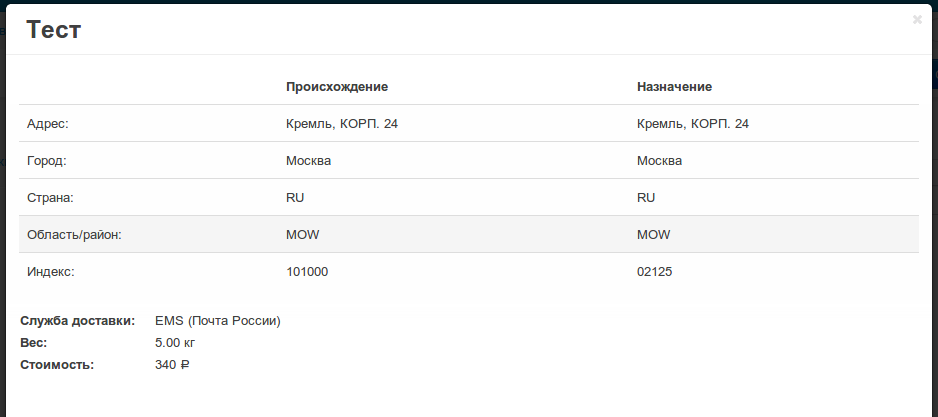 Тест
Происхождение Назначение
Адрес: Кремль, КОРП. 24 Кремль, КОРП. 24
Город: Москва Москва
Страна: RU RU
Область/район: MOW MOW
Индекс: 101000 02125
Служба доставки: EMS (Почта России)
Вес: 5.00 кг
Стоимость: 340 ₽